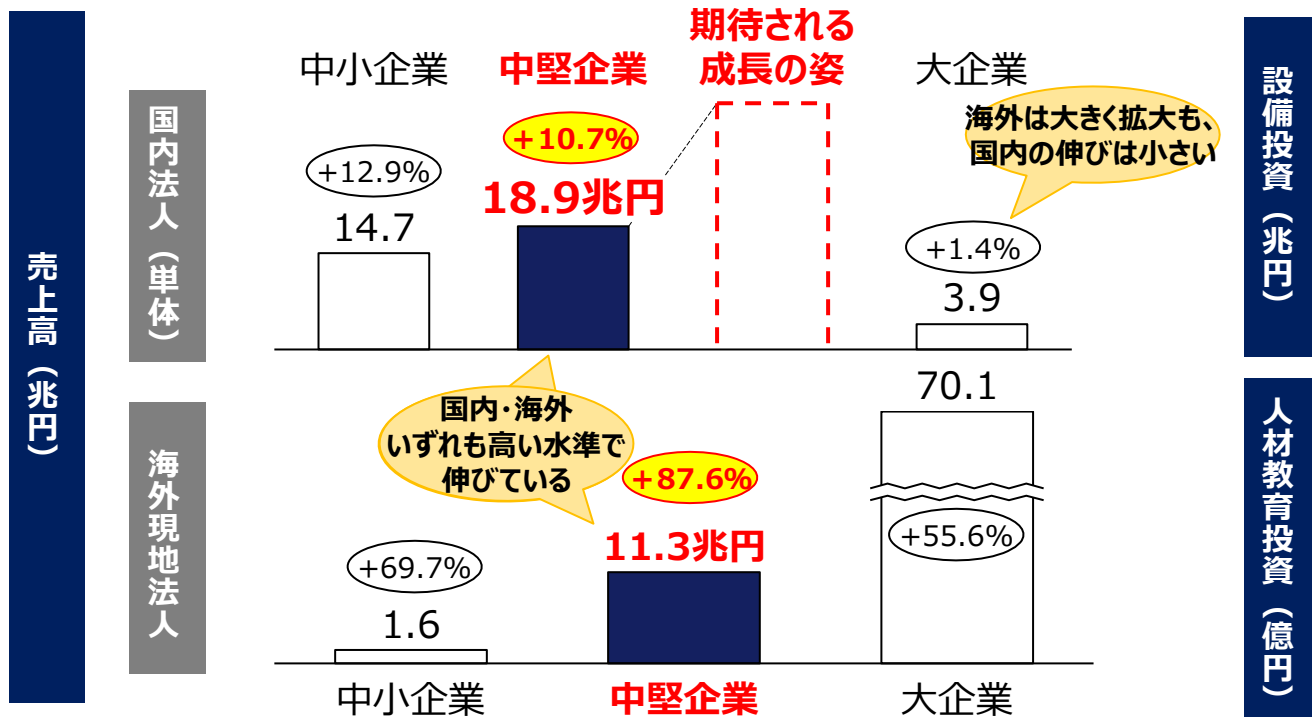 売上高（兆円）
国内法人（単体）
中小企業
中堅企業
期待される
成長の姿
大企業
+12.9%
14.7
+10.7%
18.9兆円
海外は大きく拡大も、
国内の伸びは小さい
+1.4%
3.9
国内・海外
いずれも高い水準で
伸びている
海外現地法人
+69.7%
1.6
+87.6%
11.3兆円
70.1
+55.6%
中小企業
中堅企業
大企業
設備投資（兆円）
人材教育投資（億円）